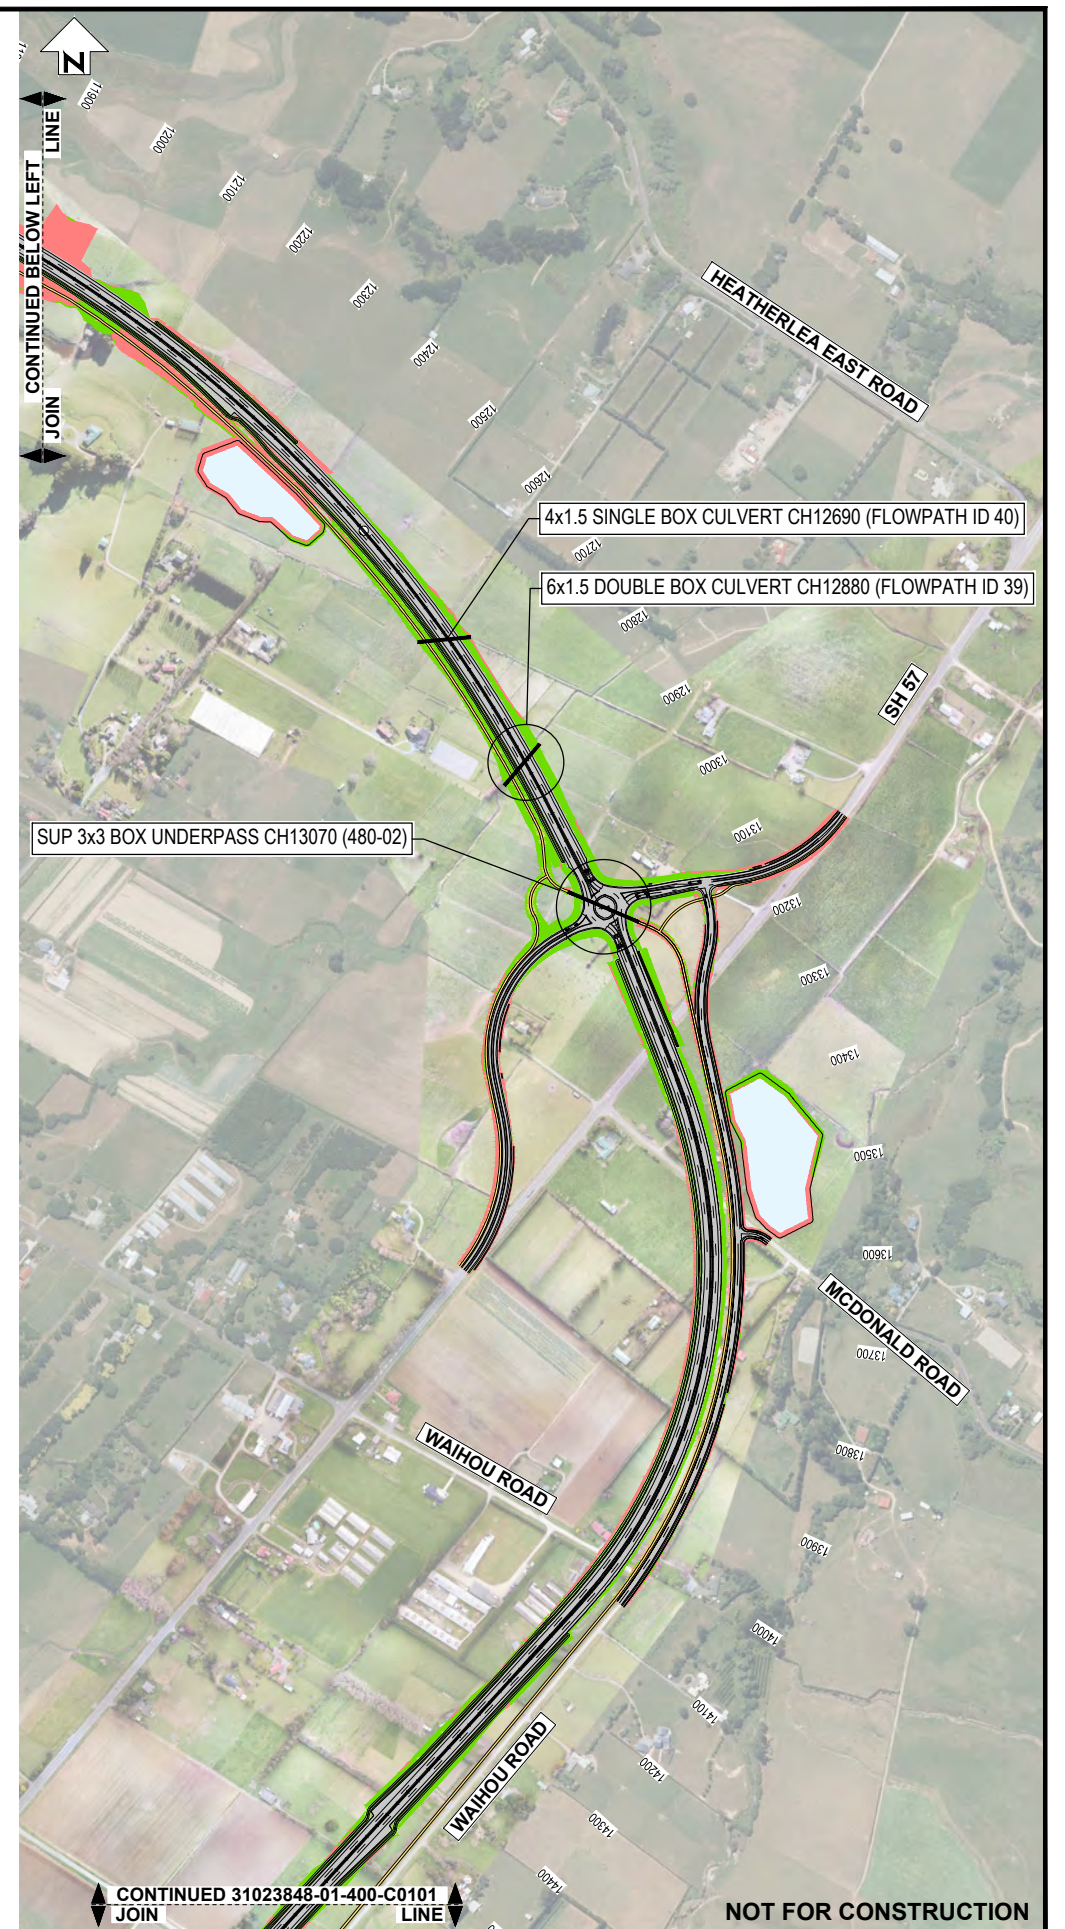 N
11900
LINE
12000
12100
CONTINUED BELOW LEFT
12200
12300
HEATHERLEA EAST ROAD
12400
JOIN
12500
12600
4x1.5 SINGLE BOX CULVERT CH12690 (FLOWPATH ID 40)
12700
6x1.5 DOUBLE BOX CULVERT CH12880 (FLOWPATH ID 39)
12800
SH 57
12900
13000
SUP 3x3 BOX UNDERPASS CH13070 (480-02)
13100
13200
13300
13400
13500
13600
MCDONALD ROAD
13700
WAIHOU ROAD
13800
13900
14000
14100
WAIHOU ROAD
14200
14300
14400
CONTINUED 31023848-01-400-C0101
JOIN LINE
NOT FOR CONSTRUCTION